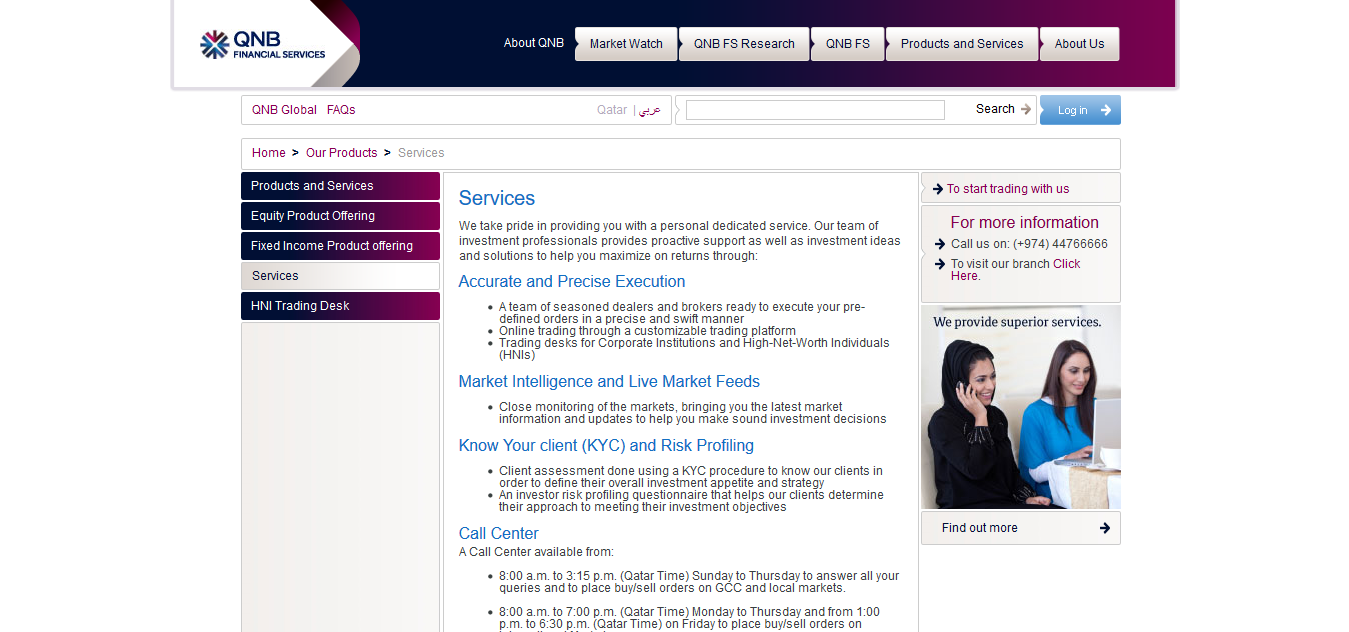 QNB
FINANCIAL SERVICES
About QNB
Market Watch
QNB FS Research
QNB FS
Products and Services
About Us
QNB Global
FAQs
Qatar | عربي
Search
Log in
Home > Our Products > Services
Products and Services
Equity Product Offering
Fixed Income Product offering
Services
HNI Trading Desk
Services
We take pride in providing you with a personal dedicated service. Our team of
investment professionals provides proactive support as well as investment ideas
and solutions to help you maximize on returns through:
Accurate and Precise Execution
• A team of seasoned dealers and brokers ready to execute your pre-
defined orders in a precise and swift manner
• Online trading through a customizable trading platform
• Trading desks for Corporate Institutions and High-Net-Worth Individuals
(HNIs)
Market Intelligence and Live Market Feeds
• Close monitoring of the markets, bringing you the latest market
information and updates to help you make sound investment decisions
Know Your client (KYC) and Risk Profiling
• Client assessment done using a KYC procedure to know our clients in
order to define their overall investment appetite and strategy
• An investor risk profiling questionnaire that helps our clients determine
their approach to meeting their investment objectives
Call Center
A Call Center available from:
• 8:00 a.m. to 3:15 p.m. (Qatar Time) Sunday to Thursday to answer all your
queries and to place buy/sell orders on GCC and local markets.
• 8:00 a.m. to 7:00 p.m. (Qatar Time) Monday to Thursday and from 1:00
p.m. to 6:30 p.m. (Qatar Time) on Friday to place buy/sell orders on
To start trading with us
For more information
Call us on: (+974) 44766666
To visit our branch Click
Here.
We provide superior services.
Find out more